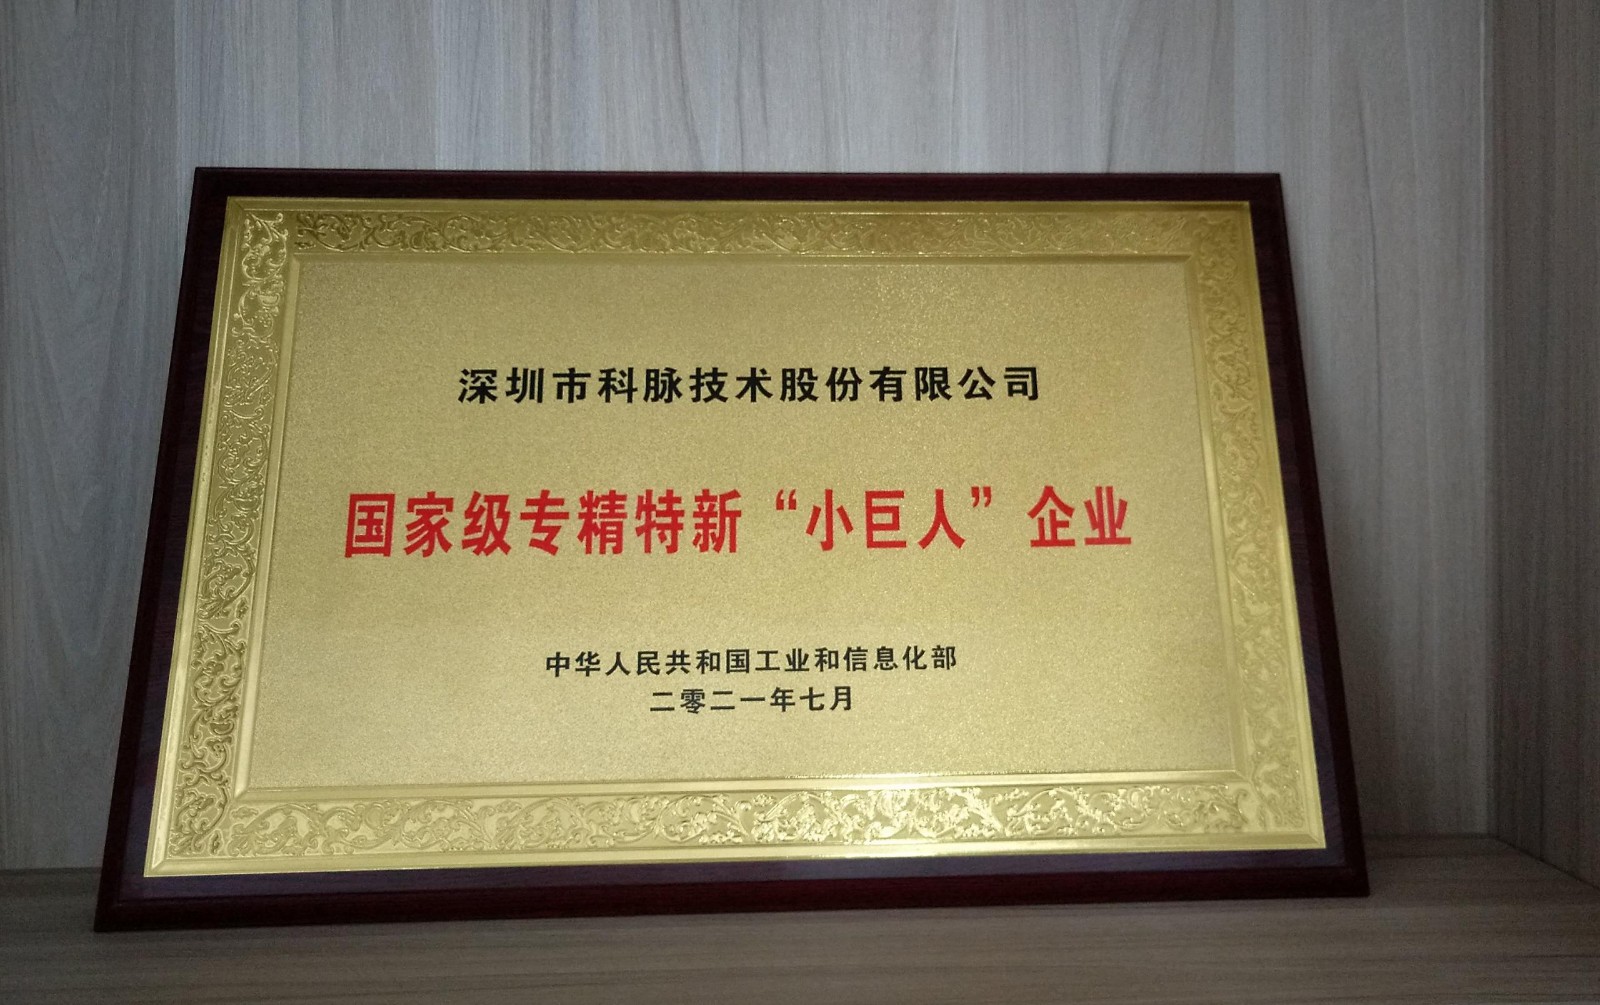 深圳市科脉技术股份有限公司
国家级专精特新“小巨人”企业
中华人民共和国工业和信息化部
二零二一年七月